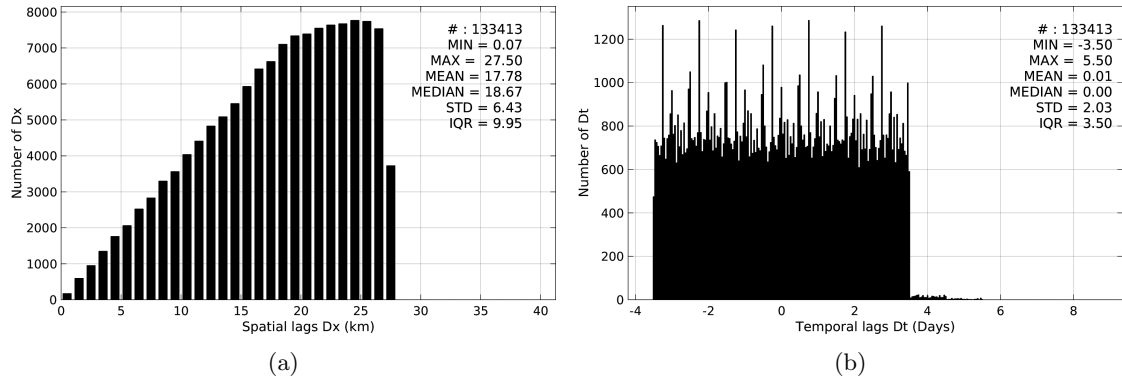 8000
7000
6000
5000
4000
3000
2000
1000
0
Number of Dx
# : 133413
MIN = 0.07
MAX = 27.50
MEAN = 17.78
MEDIAN = 18.67
STD = 6.43
IQR = 9.95
0 5 10 15 20 25 30 35 40
Spatial lags Dx (km)
(a)
1200
1000
800
600
400
200
0
Number of Dt
# : 133413
MIN = -3.50
MAX = 5.50
MEAN = 0.01
MEDIAN = 0.00
STD = 2.03
IQR = 3.50
-4 -2 0 2 4 6 8
Temporal lags Dt (Days)
(b)